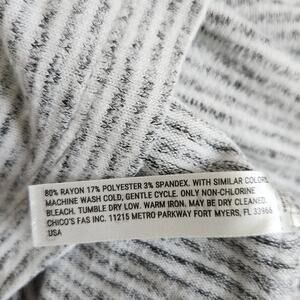 80% RAYON 17% POLYESTER 3% SPANDEX. WITH SIMILAR COLORS.
MACHINE WASH COLD, GENTLE CYCLE. ONLY NON-CHLORINE
BLEACH. TUMBLE DRY LOW. WARM IRON. MAY BE DRY CLEANED.
CHICO'S FAS INC. 11215 METRO PARKWAY FORT MYERS, FL 33966
USA